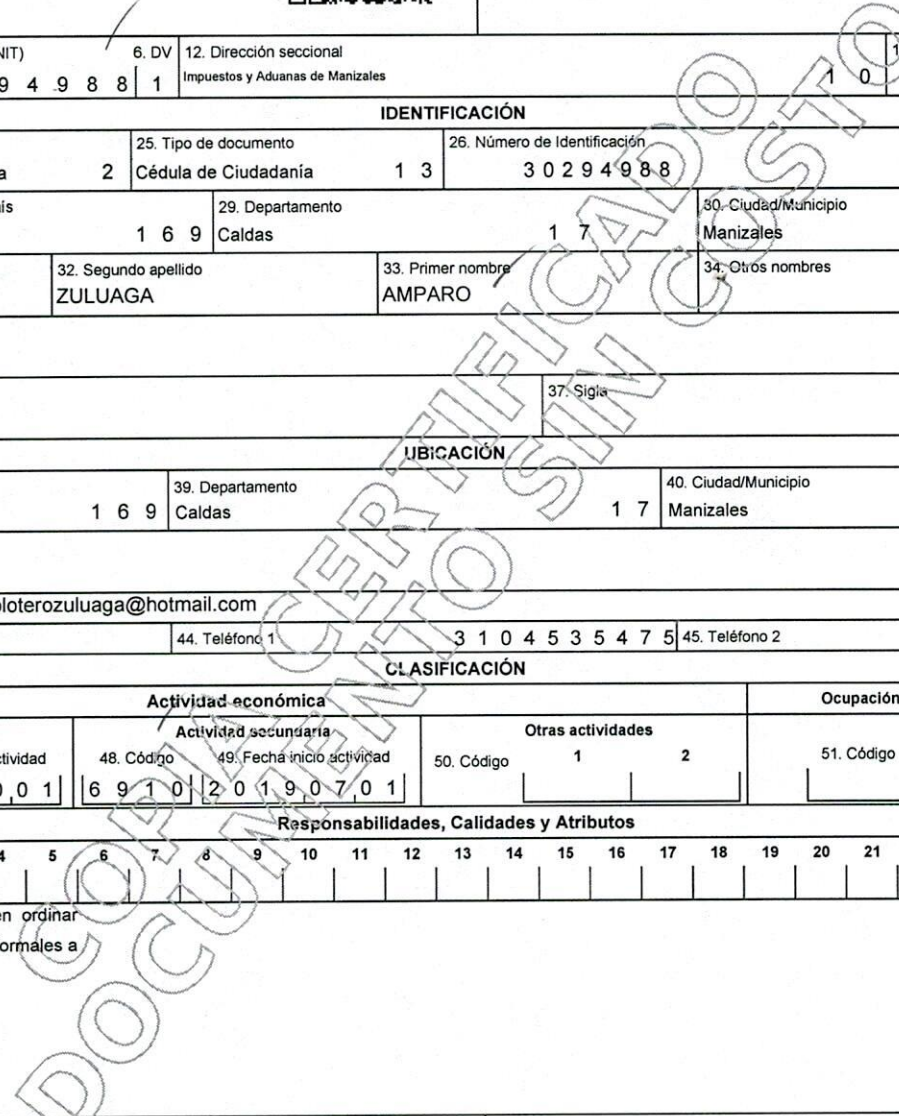 NIT) 6. DV 12. Dirección seccional
9 4 9 8 8 1 Impuestos y Aduanas de Manizales 1 0
IDENTIFICACIÓN
25. Tipo de documento 26. Número de Identificación
a 2 Cédula de Ciudadanía 1 3 3 0 2 9 4 9 8 8
ís 29. Departamento 30. Ciudad/Municipio
1 6 9 Caldas 1 7 Manizales
32. Segundo apellido 33. Primer nombre 34. Otros nombres
ZULUAGA AMPARO
37. Sigla
UBICACIÓN
39. Departamento 40. Ciudad/Municipio
1 6 9 Caldas 1 7 Manizales
loterozuluaga@hotmail.com
44. Teléfono 1 3 1 0 4 5 3 5 4 7 5 45. Teléfono 2
CLASIFICACIÓN
Actividad económica Ocupación
Actividad secundaria Otras actividades
ctividad 48. Código 49. Fecha inicio actividad 50. Código 1 2 51. Código
0 1 6 9 1 0 2 0 1 9 0 7 0 1
Responsabilidades, Calidades y Atributos
4 5 6 7 8 9 10 11 12 13 14 15 16 17 18 19 20 21
en ordinar
ormales a
COPIA CERTIFICADO
DOCUMENTO SIN COSTO